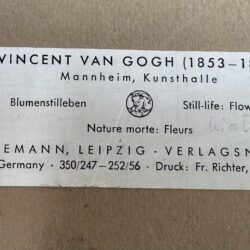 VINCENT VAN GOGH (1853–18
Mannheim, Kunsthalle
Blumenstilleben Still-life: Flow
Nature morte: Fleurs
EMANN, LEIPZIG · VERLAGSN
Germany · 350/247—252/56 · Druck: Fr. Richter,